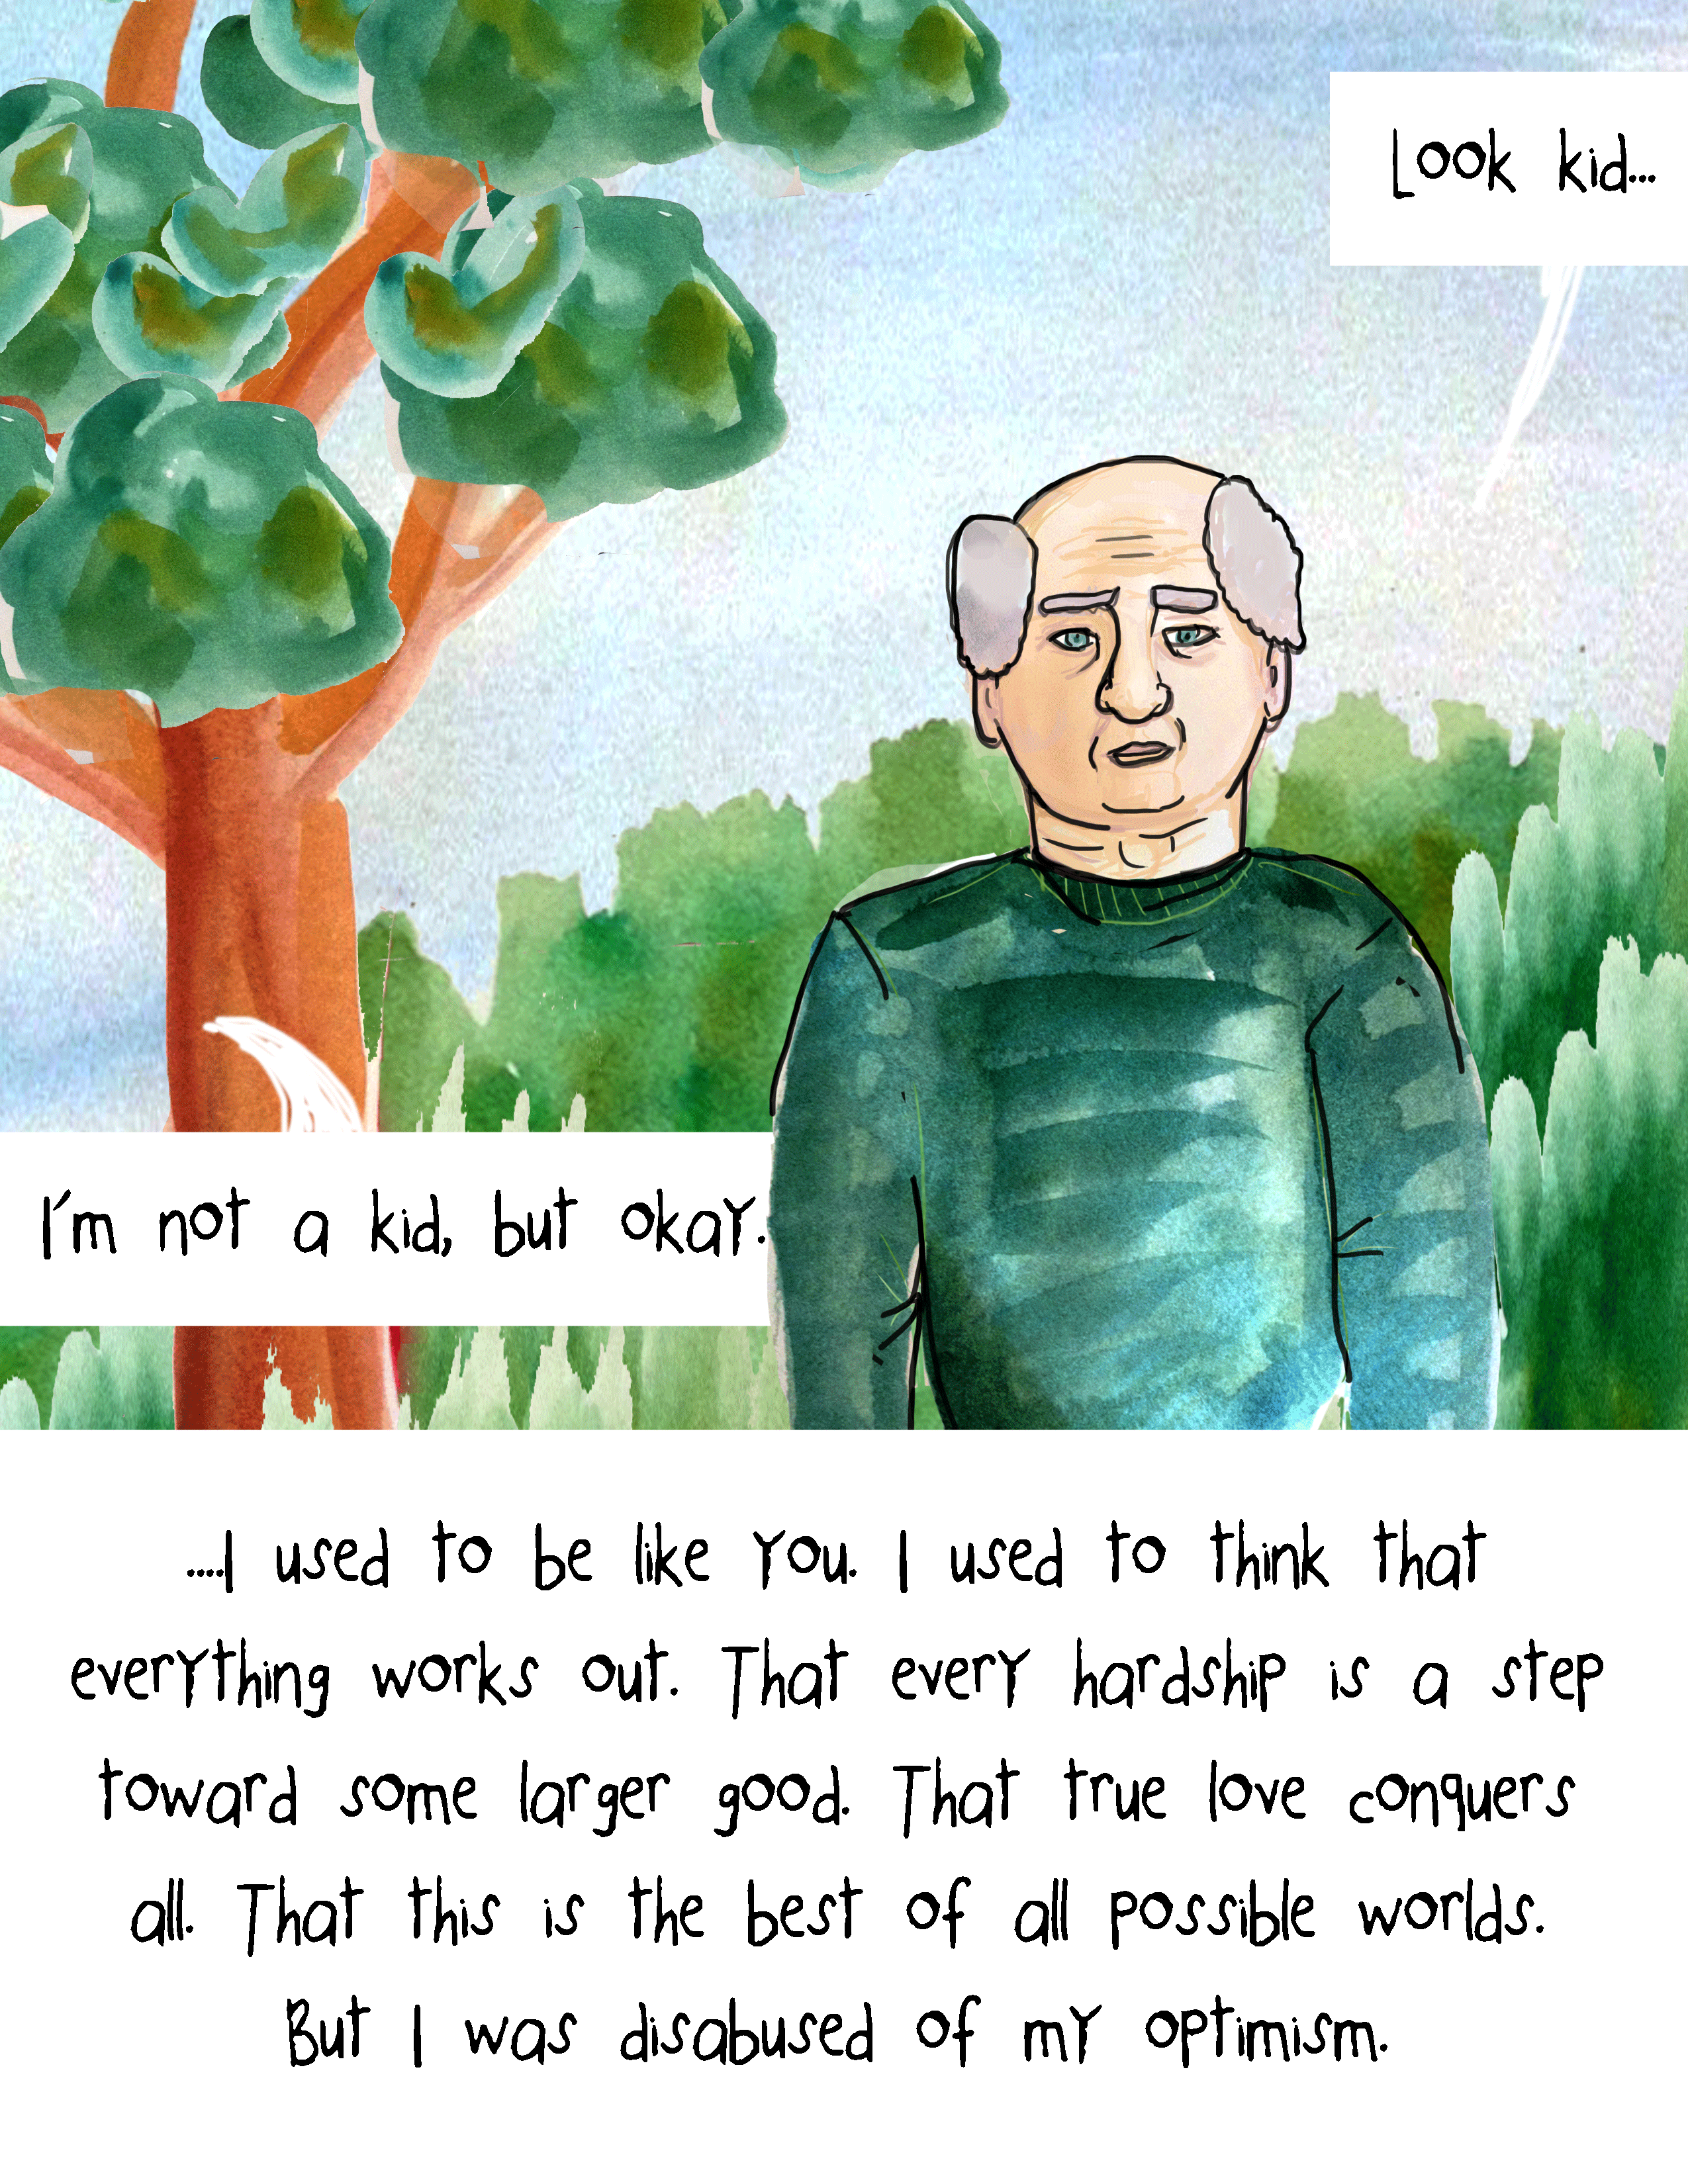 Look kid...
I'm not a kid, but okay.
....I used to be like you. I used to think that
everything works out. That every hardship is a step
toward some larger good. That true love conquers
all. That this is the best of all possible worlds.
But I was disabused of my optimism.